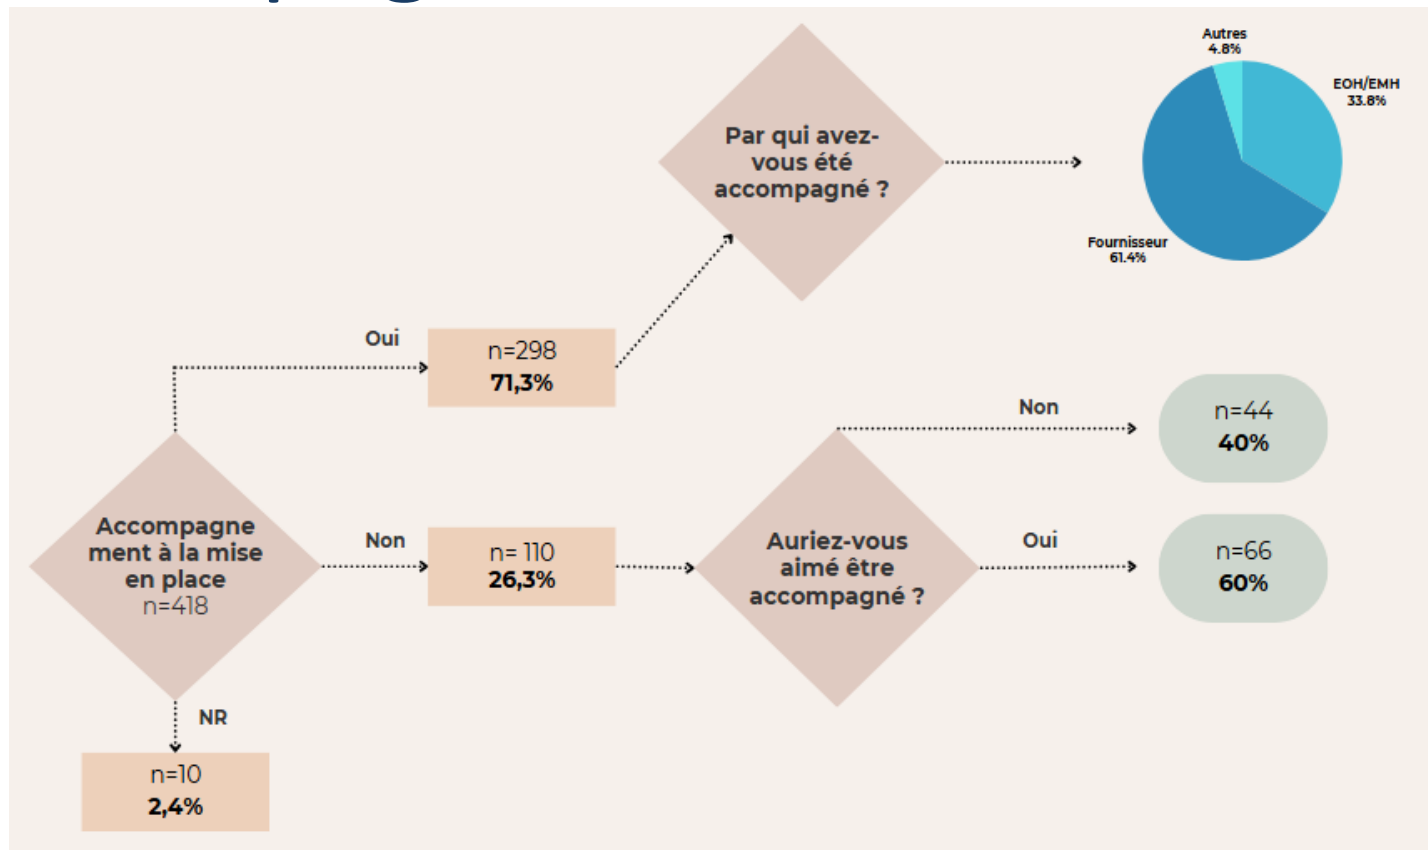 Autres
4.8%
EOH/EMH
33.8%
Fournisseur
61.4%
Par qui avez-
vous été
accompagné ?
Oui
n=298
71,3%
Non
n=44
40%
Accompagne
ment à la mise
en place
n=418
Non
n= 110
26,3%
Auriez-vous
aimé être
accompagné ?
Oui
n=66
60%
NR
n=10
2,4%